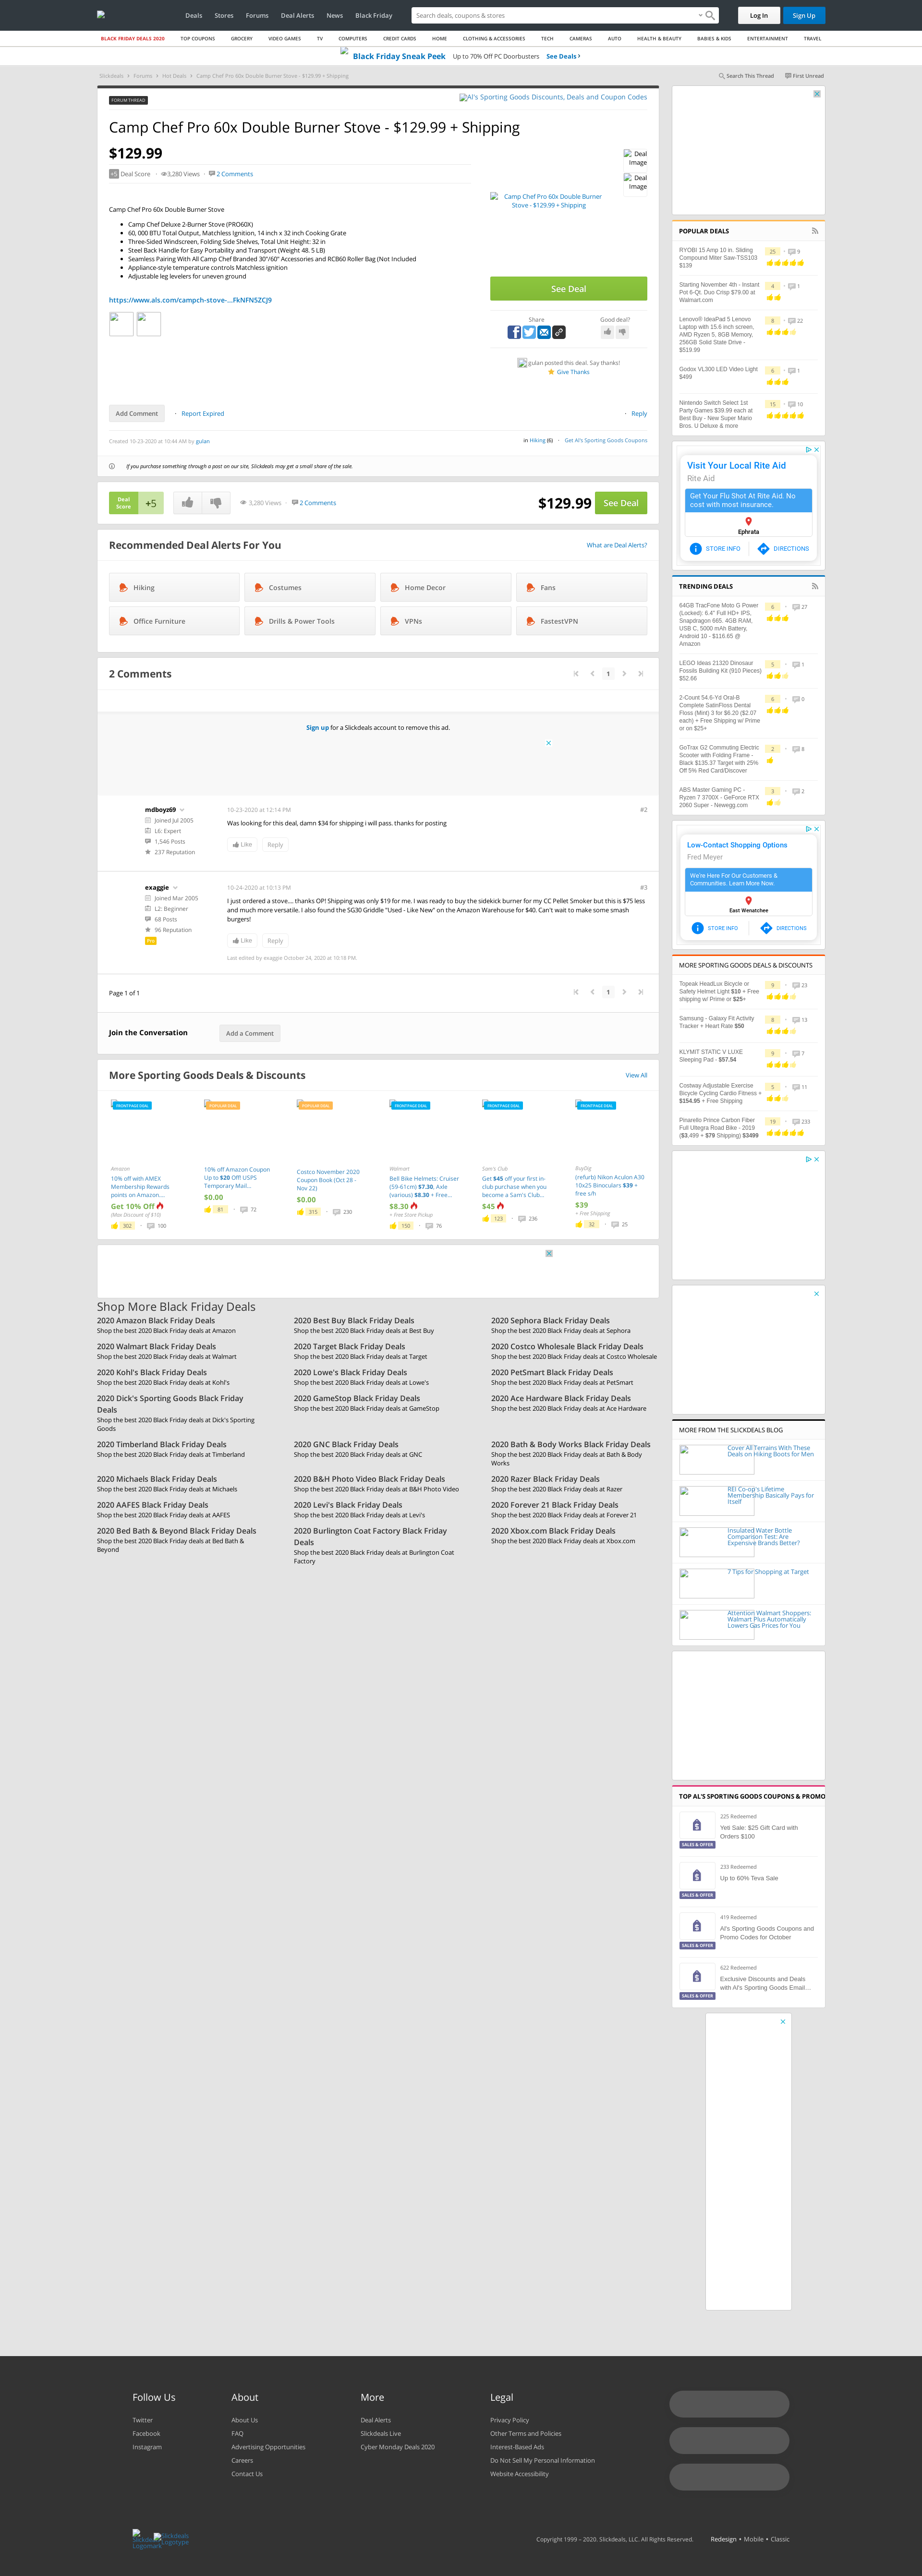 Deals Stores Forums Deal Alerts News Black Friday
Search deals, coupons & stores
Log In
Sign Up
BLACK FRIDAY DEALS 2020 TOP COUPONS GROCERY VIDEO GAMES TV COMPUTERS CREDIT CARDS HOME CLOTHING & ACCESSORIES TECH CAMERAS AUTO HEALTH & BEAUTY BABIES & KIDS ENTERTAINMENT TRAVEL
Black Friday Sneak Peek Up to 70% Off PC Doorbusters See Deals ›
Slickdeals › Forums › Hot Deals › Camp Chef Pro 60x Double Burner Stove - $129.99 + Shipping
Search This Thread First Unread
FORUM THREAD
Al's Sporting Goods Discounts, Deals and Coupon Codes
Camp Chef Pro 60x Double Burner Stove - $129.99 + Shipping
$129.99
+5 Deal Score · 3,280 Views · 2 Comments
Deal Image
Deal Image
Camp Chef Pro 60x Double Burner Stove - $129.99 + Shipping
Camp Chef Pro 60x Double Burner Stove
• Camp Chef Deluxe 2-Burner Stove (PRO60X)
• 60, 000 BTU Total Output, Matchless Ignition, 14 inch x 32 inch Cooking Grate
• Three-Sided Windscreen, Folding Side Shelves, Total Unit Height: 32 in
• Steel Back Handle for Easy Portability and Transport (Weight 48. 5 LB)
• Seamless Pairing With All Camp Chef Branded 30"/60" Accessories and RCB60 Roller Bag (Not Included
• Appliance-style temperature controls Matchless Ignition
• Adjustable leg levelers for uneven ground
https://www.als.com/campch-stove-...FkNFN5ZCJ9
See Deal
Share
Good deal?
gulan posted this deal. Say thanks!
Give Thanks
Add Comment · Report Expired · Reply
Created 10-23-2020 at 10:44 AM by gulan
in Hiking (6) · Get Al's Sporting Goods Coupons
If you purchase something through a post on our site, Slickdeals may get a small share of the sale.
Deal Score +5
3,280 Views · 2 Comments
$129.99 See Deal
Recommended Deal Alerts For You
What are Deal Alerts?
Hiking
Costumes
Home Decor
Fans
Office Furniture
Drills & Power Tools
VPNs
FastestVPN
2 Comments
1
Sign up for a Slickdeals account to remove this ad.
mdboyz69
Joined Jul 2005
L6: Expert
1,546 Posts
237 Reputation
10-23-2020 at 12:14 PM
#2
Was looking for this deal, damn $34 for shipping i will pass. thanks for posting
Like
Reply
exaggie
Joined Mar 2005
L2: Beginner
68 Posts
96 Reputation
Pro
10-24-2020 at 10:13 PM
#3
I just ordered a stove.... thanks OP! Shipping was only $19 for me. I was ready to buy the sidekick burner for my CC Pellet Smoker but this is $75 less
and much more versatile. I also found the SG30 Griddle "Used - Like New" on the Amazon Warehouse for $40. Can't wait to make some smash
burgers!
Like
Reply
Last edited by exaggie October 24, 2020 at 10:18 PM.
Page 1 of 1
1
Join the Conversation
Add a Comment
More Sporting Goods Deals & Discounts
View All
FRONTPAGE DEAL
Amazon
10% off with AMEX Membership Rewards points on Amazon....
Get 10% Off
(Max Discount of $10)
302 · 100
POPULAR DEAL
10% off Amazon Coupon Up to $20 Off! USPS Temporary Mail...
$0.00
81 · 72
POPULAR DEAL
Costco November 2020 Coupon Book (Oct 28 - Nov 22)
$0.00
315 · 230
FRONTPAGE DEAL
Walmart
Bell Bike Helmets: Cruiser (59-61cm) $7.30, Axle (various) $8.30 + Free...
$8.30
+ Free Store Pickup
150 · 76
FRONTPAGE DEAL
Sam's Club
Get $45 off your first in-club purchase when you become a Sam's Club...
$45
123 · 236
FRONTPAGE DEAL
BuyDig
(refurb) Nikon Aculon A30 10x25 Binoculars $39 + free s/h
$39
+ Free Shipping
32 · 25
Shop More Black Friday Deals
2020 Amazon Black Friday Deals
Shop the best 2020 Black Friday deals at Amazon
2020 Best Buy Black Friday Deals
Shop the best 2020 Black Friday deals at Best Buy
2020 Sephora Black Friday Deals
Shop the best 2020 Black Friday deals at Sephora
2020 Walmart Black Friday Deals
Shop the best 2020 Black Friday deals at Walmart
2020 Target Black Friday Deals
Shop the best 2020 Black Friday deals at Target
2020 Costco Wholesale Black Friday Deals
Shop the best 2020 Black Friday deals at Costco Wholesale
2020 Kohl's Black Friday Deals
Shop the best 2020 Black Friday deals at Kohl's
2020 Lowe's Black Friday Deals
Shop the best 2020 Black Friday deals at Lowe's
2020 PetSmart Black Friday Deals
Shop the best 2020 Black Friday deals at PetSmart
2020 Dick's Sporting Goods Black Friday
Deals
Shop the best 2020 Black Friday deals at Dick's Sporting
Goods
2020 GameStop Black Friday Deals
Shop the best 2020 Black Friday deals at GameStop
2020 Ace Hardware Black Friday Deals
Shop the best 2020 Black Friday deals at Ace Hardware
2020 Timberland Black Friday Deals
Shop the best 2020 Black Friday deals at Timberland
2020 GNC Black Friday Deals
Shop the best 2020 Black Friday deals at GNC
2020 Bath & Body Works Black Friday Deals
Shop the best 2020 Black Friday deals at Bath & Body
Works
2020 Michaels Black Friday Deals
Shop the best 2020 Black Friday deals at Michaels
2020 B&H Photo Video Black Friday Deals
Shop the best 2020 Black Friday deals at B&H Photo Video
2020 Razer Black Friday Deals
Shop the best 2020 Black Friday deals at Razer
2020 AAFES Black Friday Deals
Shop the best 2020 Black Friday deals at AAFES
2020 Levi's Black Friday Deals
Shop the best 2020 Black Friday deals at Levi's
2020 Forever 21 Black Friday Deals
Shop the best 2020 Black Friday deals at Forever 21
2020 Bed Bath & Beyond Black Friday Deals
Shop the best 2020 Black Friday deals at Bed Bath &
Beyond
2020 Burlington Coat Factory Black Friday
Deals
Shop the best 2020 Black Friday deals at Burlington Coat
Factory
2020 Xbox.com Black Friday Deals
Shop the best 2020 Black Friday deals at Xbox.com
POPULAR DEALS
RYOBI 15 Amp 10 in. Sliding Compound Miter Saw-TSS103 $139
25 · 9
Starting November 4th - Instant Pot 6-Qt. Duo Crisp $79.00 at Walmart.com
4 · 1
Lenovo® IdeaPad 5 Lenovo Laptop with 15.6 inch screen, AMD Ryzen 5, 8GB Memory, 256GB Solid State Drive - $519.99
8 · 22
Godox VL300 LED Video Light $499
6 · 1
Nintendo Switch Select 1st Party Games $39.99 each at Best Buy - New Super Mario Bros. U Deluxe & more
15 · 10
Visit Your Local Rite Aid
Rite Aid
Get Your Flu Shot At Rite Aid. No cost with most insurance.
Ephrata
STORE INFO
DIRECTIONS
TRENDING DEALS
64GB TracFone Moto G Power (Locked): 6.4" Full HD+ IPS, Snapdragon 665. 4GB RAM, USB C, 5000 mAh Battery, Android 10 - $116.65 @ Amazon
6 · 27
LEGO Ideas 21320 Dinosaur Fossils Building Kit (910 Pieces) $52.66
5 · 1
2-Count 54.6-Yd Oral-B Complete SatinFloss Dental Floss (Mint) 3 for $6.20 ($2.07 each) + Free Shipping w/ Prime or on $25+
6 · 0
GoTrax G2 Commuting Electric Scooter with Folding Frame - Black $135.37 Target with 25% Off 5% Red Card/Discover
2 · 8
ABS Master Gaming PC - Ryzen 7 3700X - GeForce RTX 2060 Super - Newegg.com
3 · 2
Low-Contact Shopping Options
Fred Meyer
We're Here For Our Customers & Communities. Learn More Now.
East Wenatchee
STORE INFO
DIRECTIONS
MORE SPORTING GOODS DEALS & DISCOUNTS
Topeak HeadLux Bicycle or Safety Helmet Light $10 + Free shipping w/ Prime or $25+
9 · 23
Samsung - Galaxy Fit Activity Tracker + Heart Rate $50
8 · 13
KLYMIT STATIC V LUXE Sleeping Pad - $57.54
9 · 7
Costway Adjustable Exercise Bicycle Cycling Cardio Fitness + $154.95 + Free Shipping
5 · 11
Pinarello Prince Carbon Fiber Full Ultegra Road Bike - 2019 ($3,499 + $79 Shipping) $3499
19 · 233
MORE FROM THE SLICKDEALS BLOG
Cover All Terrains With These Deals on Hiking Boots for Men
REI Co-op's Lifetime Membership Basically Pays for Itself
Insulated Water Bottle Comparison Test: Are Expensive Brands Better?
7 Tips for Shopping at Target
Attention Walmart Shoppers: Walmart Plus Automatically Lowers Gas Prices for You
TOP AL'S SPORTING GOODS COUPONS & PROMO
225 Redeemed
Yeti Sale: $25 Gift Card with Orders $100
SALES & OFFER
233 Redeemed
Up to 60% Teva Sale
SALES & OFFER
419 Redeemed
Al's Sporting Goods Coupons and Promo Codes for October
SALES & OFFER
622 Redeemed
Exclusive Discounts and Deals with Al's Sporting Goods Email...
SALES & OFFER
Follow Us
Twitter
Facebook
Instagram
About
About Us
FAQ
Advertising Opportunities
Careers
Contact Us
More
Deal Alerts
Slickdeals Live
Cyber Monday Deals 2020
Legal
Privacy Policy
Other Terms and Policies
Interest-Based Ads
Do Not Sell My Personal Information
Website Accessibility
Slickdeals Logomark
Slickdeals Logotype
Copyright 1999 – 2020. Slickdeals, LLC. All Rights Reserved.
Redesign • Mobile • Classic